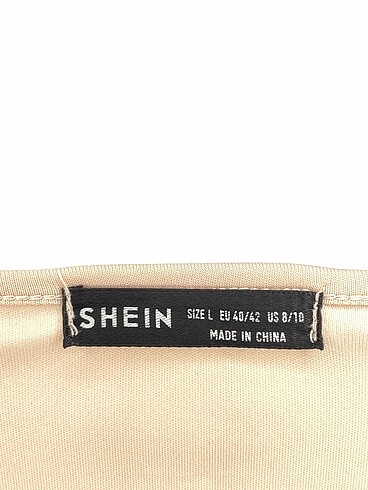 SHEIN SIZE L EU 40/42 US 8/10
MADE IN CHINA